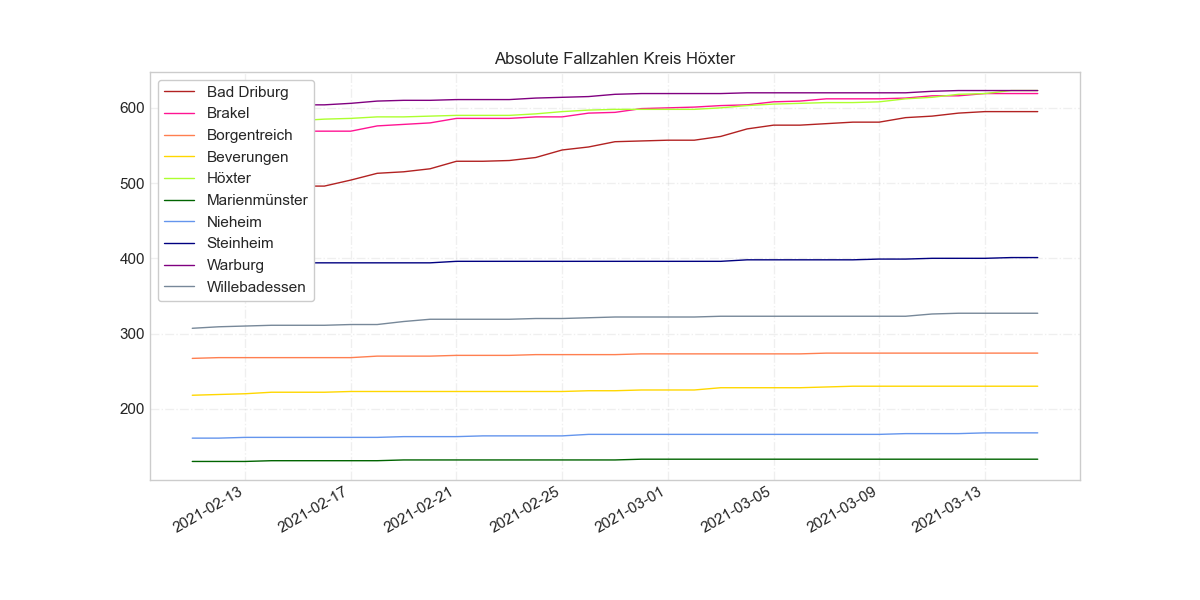 Absolute Fallzahlen Kreis Höxter
Bad Driburg
Brakel
Borgentreich
Beverungen
Höxter
Marienmünster
Nieheim
Steinheim
Warburg
Willebadessen
600
500
400
300
200
2021-02-13
2021-02-17
2021-02-21
2021-02-25
2021-03-01
2021-03-05
2021-03-09
2021-03-13